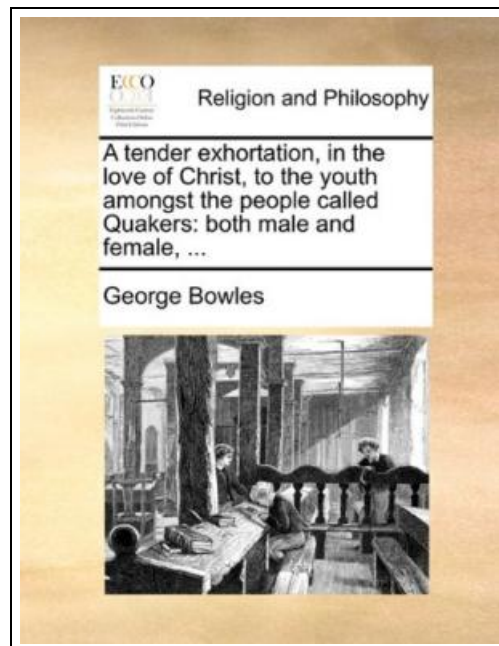 ECCO
Religion and Philosophy
A tender exhortation, in the
love of Christ, to the youth
amongst the people called
Quakers: both male and
female, ...
George Bowles